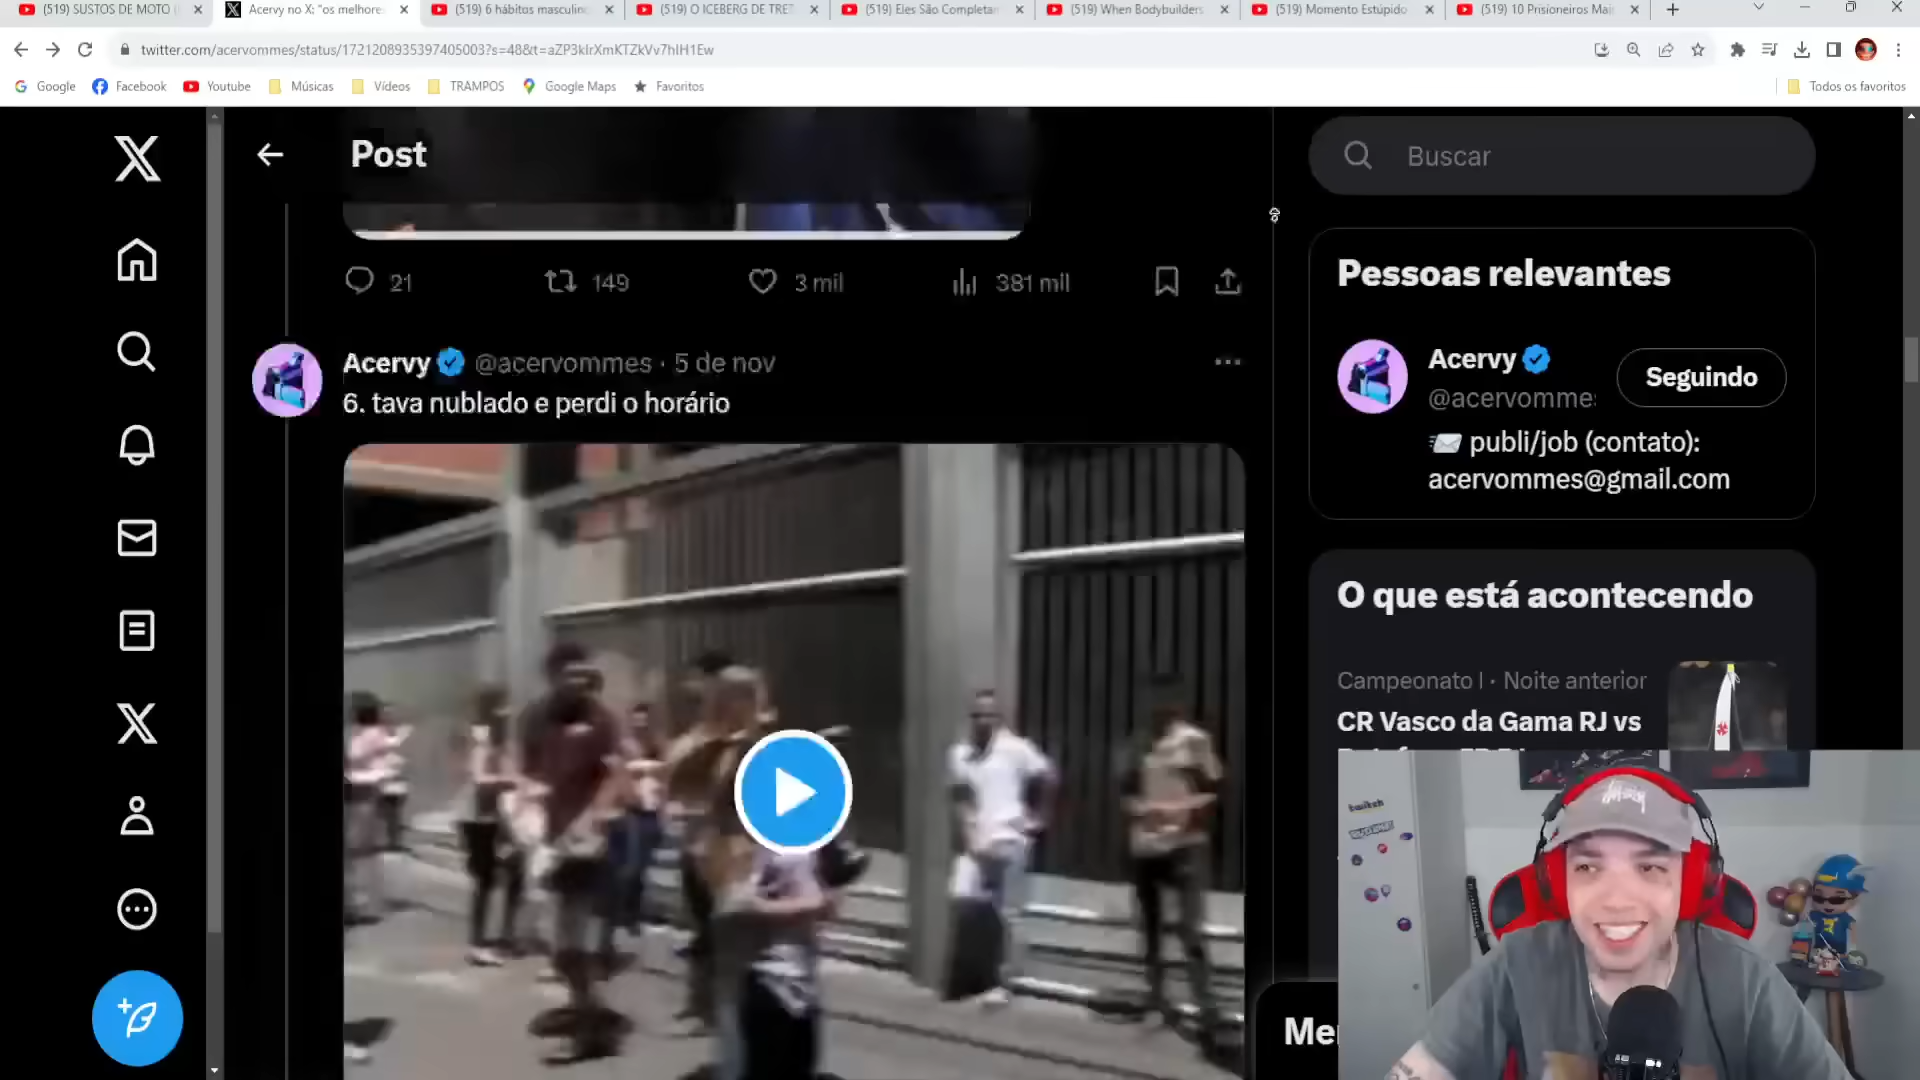 (519) SUSTOS DE MOTO
Acervy no X: "os melhores
(519) 6 hábitos masculino
(519) O ICEBERG DE TRET
(519) Eles São Completar
(519) When Bodybuilders
(519) Momento Estúpido
(519) 10 Prisioneiros Mai
twitter.com/acervommes/status/1721208935397405003?s=48&t=aZP3kIrXmKTZkVv7hIH1Ew
Google
Facebook
Youtube
Músicas
Vídeos
TRAMPOS
Google Maps
Favoritos
Todos os favoritos
Post
Buscar
21
149
3 mil
381 mil
Acervy @acervommes · 5 de nov
6. tava nublado e perdi o horário
Pessoas relevantes
Acervy
@acervomme
Seguindo
publi/job (contato):
acervommes@gmail.com
O que está acontecendo
Campeonato I · Noite anterior
CR Vasco da Gama RJ vs
Me
twitch